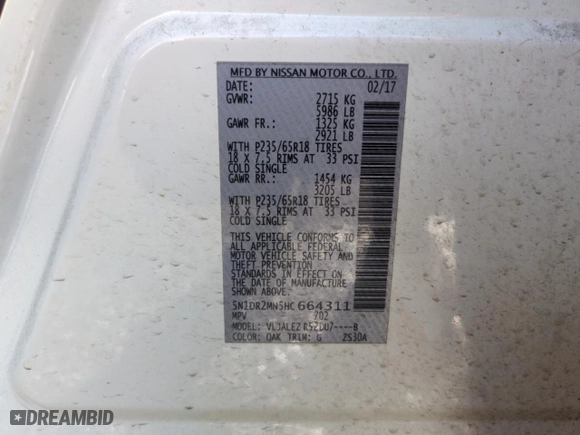 MFD BY NISSAN MOTOR CO., LTD.
DATE: 02/17
GVWR: 2715 KG
5986 LB
GAWR FR.: 1325 KG
2921 LB
WITH P235/65R18 TIRES
18 X 7.5 RIMS AT 33 PSI
COLD SINGLE
GAWR RR.: 1454 KG
3205 LB
WITH P235/65R18 TIRES
18 X 7.5 RIMS AT 33 PSI
COLD SINGLE
THIS VEHICLE CONFORMS TO
ALL APPLICABLE FEDERAL
MOTOR VEHICLE SAFETY AND
THEFT PREVENTION
STANDARDS IN EFFECT ON
THE DATE OF MANUFACTURE
SHOWN ABOVE.
5N1DR2MN5HC664311
MPV 202
MODEL:
COLOR: QAK TRIM: G 2S30A
DREAMBID